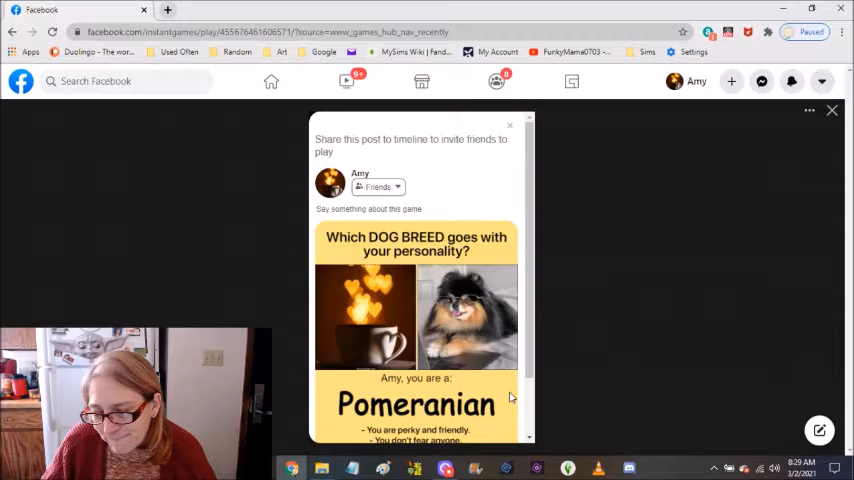 Facebook
facebook.com/instantgames/play/455676461606571/?source=www_games_hub_nav_recently
Paused
Apps
Duolingo - The wor...
Used Often
Random
Art
Google
MySims Wiki | Fand...
My Account
FunkyMama0703 -...
Sims
Settings
Search Facebook
9+
8
Amy
Share this post to timeline to invite friends to
play
Amy
Friends
Say something about this game
Which DOG BREED goes with
your personality?
Amy, you are a:
Pomeranian
- You are perky and friendly.
- You don't fear anyone.
8:29 AM
3/2/2021